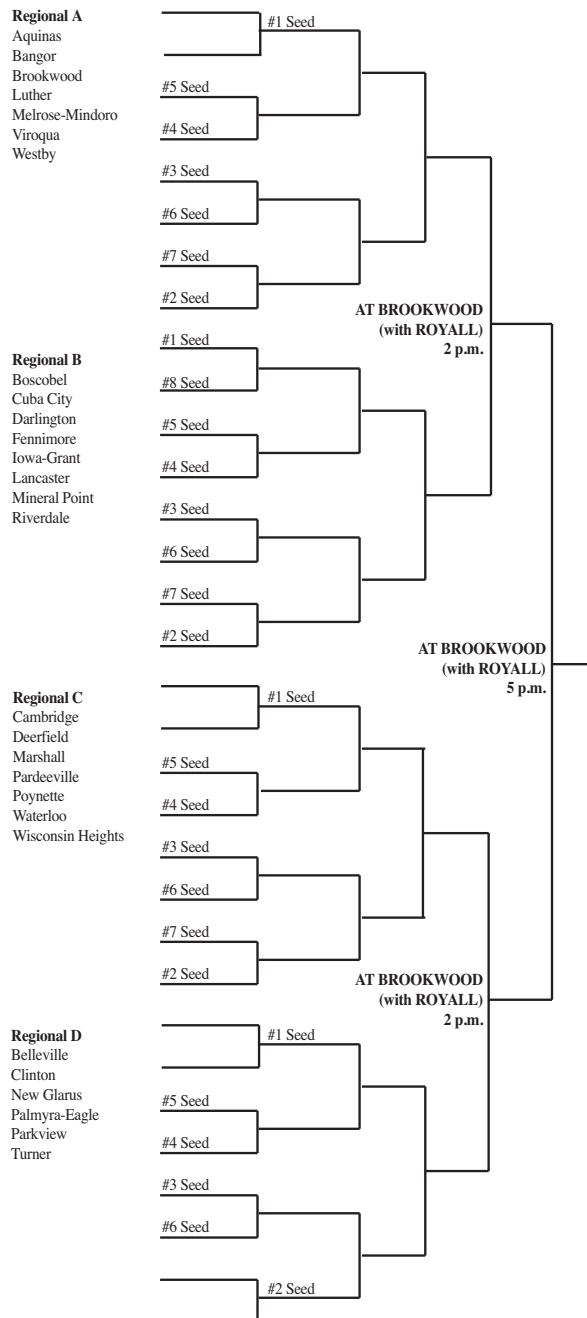 Regional A
Aquinas
Bangor
Brookwood
Luther
Melrose-Mindoro
Viroqua
Westby
#1 Seed
#5 Seed
#4 Seed
#3 Seed
#6 Seed
#7 Seed
#2 Seed
AT BROOKWOOD
(with ROYALL)
2 p.m.
Regional B
Boscobel
Cuba City
Darlington
Fennimore
Iowa-Grant
Lancaster
Mineral Point
Riverdale
#1 Seed
#8 Seed
#5 Seed
#4 Seed
#3 Seed
#6 Seed
#7 Seed
#2 Seed
AT BROOKWOOD
(with ROYALL)
5 p.m.
Regional C
Cambridge
Deerfield
Marshall
Pardeeville
Poynette
Waterloo
Wisconsin Heights
#1 Seed
#5 Seed
#4 Seed
#3 Seed
#6 Seed
#7 Seed
#2 Seed
AT BROOKWOOD
(with ROYALL)
2 p.m.
Regional D
Belleville
Clinton
New Glarus
Palmyra-Eagle
Parkview
Turner
#1 Seed
#5 Seed
#4 Seed
#3 Seed
#6 Seed
#2 Seed